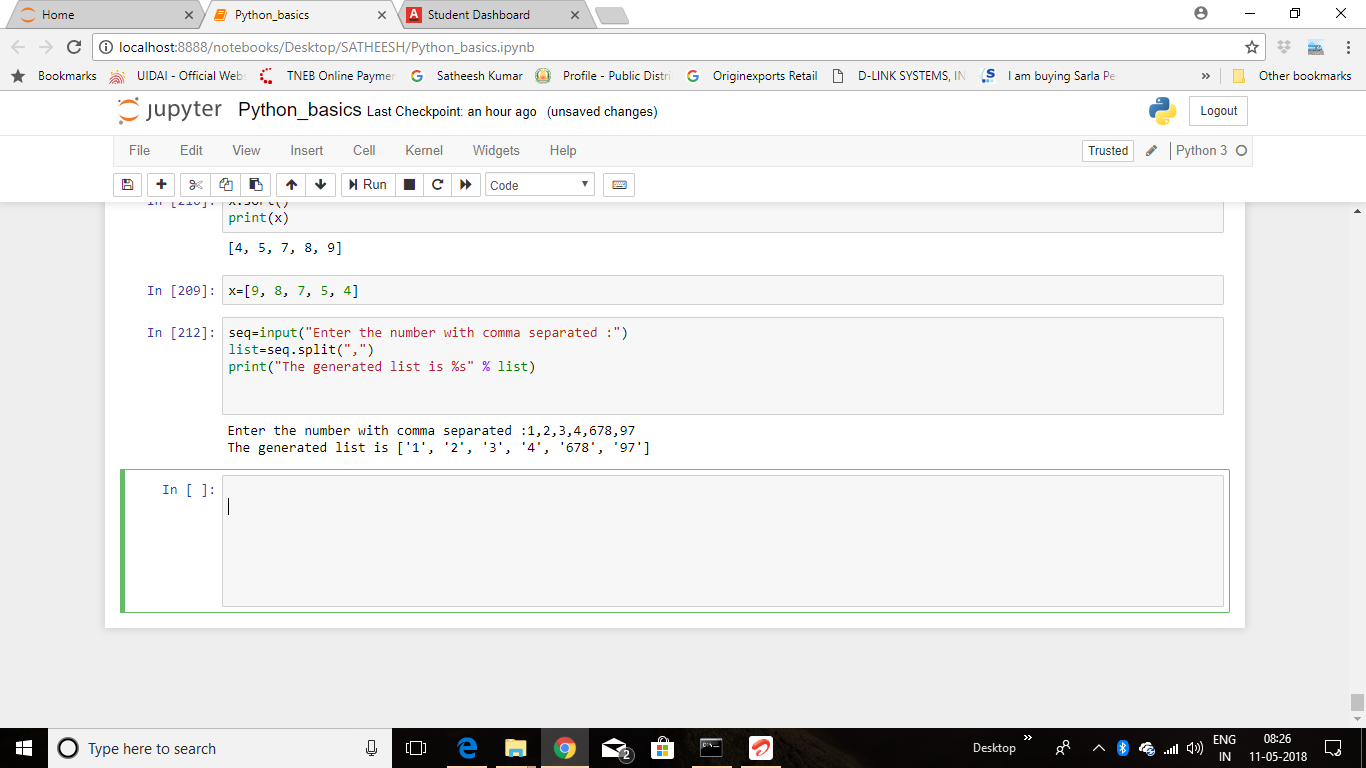 Home
Python_basics
Student Dashboard
localhost:8888/notebooks/Desktop/SATHEESH/Python_basics.ipynb
Bookmarks UIDAI - Official Web TNEB Online Paymer Satheesh Kumar Profile - Public Distri Originexports Retail D-LINK SYSTEMS, IN I am buying Sarla Pe » Other bookmarks
jupyter Python_basics Last Checkpoint: an hour ago (unsaved changes)
Logout
File Edit View Insert Cell Kernel Widgets Help
Trusted Python 3
Run Code
In [210]: x.sort()
print(x)
[4, 5, 7, 8, 9]
In [209]: x=[9, 8, 7, 5, 4]
In [212]: seq=input("Enter the number with comma separated :")
list=seq.split(",")
print("The generated list is %s" % list)
Enter the number with comma separated :1,2,3,4,678,97
The generated list is ['1', '2', '3', '4', '678', '97']
In [ ]:
Type here to search
2
Desktop »
ENG
IN
08:26
11-05-2018